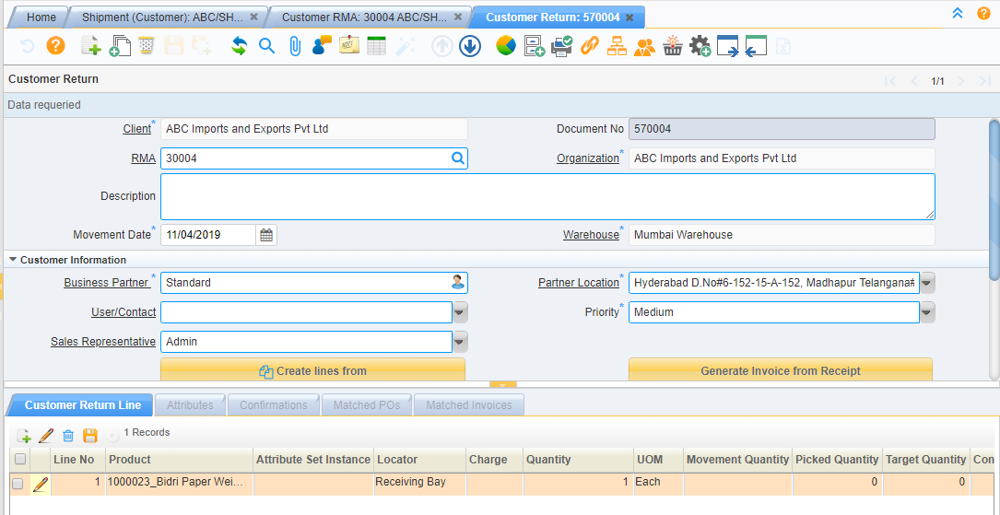 Home Shipment (Customer): ABC/SH... Customer RMA: 30004 ABC/SH... Customer Return: 570004
NOTE
Customer Return 1/1
Data requeried
Client* ABC Imports and Exports Pvt Ltd Document No 570004
RMA 30004 Organization* ABC Imports and Exports Pvt Ltd
Description
Movement Date* 11/04/2019 Warehouse* Mumbai Warehouse
Customer Information
Business Partner* Standard Partner Location* Hyderabad D.No#6-152-15-A-152, Madhapur Telangana#
User/Contact Priority* Medium
Sales Representative Admin
Create lines from Generate Invoice from Receipt
Customer Return Line Attributes Confirmations Matched POs Matched Invoices
1 Records
Line No Product Attribute Set Instance Locator Charge Quantity UOM Movement Quantity Picked Quantity Target Quantity Con
1 1000023_Bidri Paper Wei... Receiving Bay 1 Each 0 0